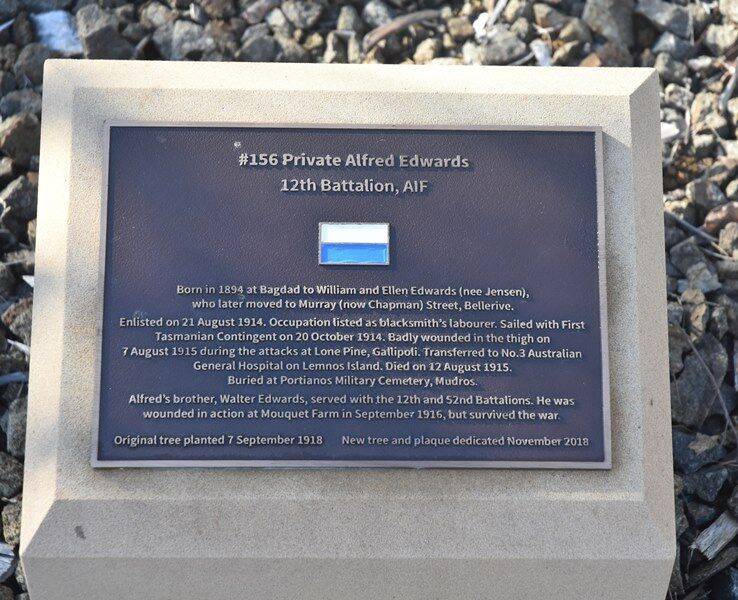 #156 Private Alfred Edwards
12th Battalion, AIF
Born in 1894 at Bagdad to William and Ellen Edwards (nee Jensen),
who later moved to Murray (now Chapman) Street, Bellerive.
Enlisted on 21 August 1914. Occupation listed as blacksmith's labourer. Sailed with First
Tasmanian Contingent on 20 October 1914. Badly wounded in the thigh on
7 August 1915 during the attacks at Lone Pine, Gallipoli. Transferred to No.3 Australian
General Hospital on Lemnos Island. Died on 12 August 1915.
Buried at Portianos Military Cemetery, Mudros.
Alfred's brother, Walter Edwards, served with the 12th and 52nd Battalions. He was
wounded in action at Mouquet Farm in September 1916, but survived the war.
Original tree planted 7 September 1918 New tree and plaque dedicated November 2018